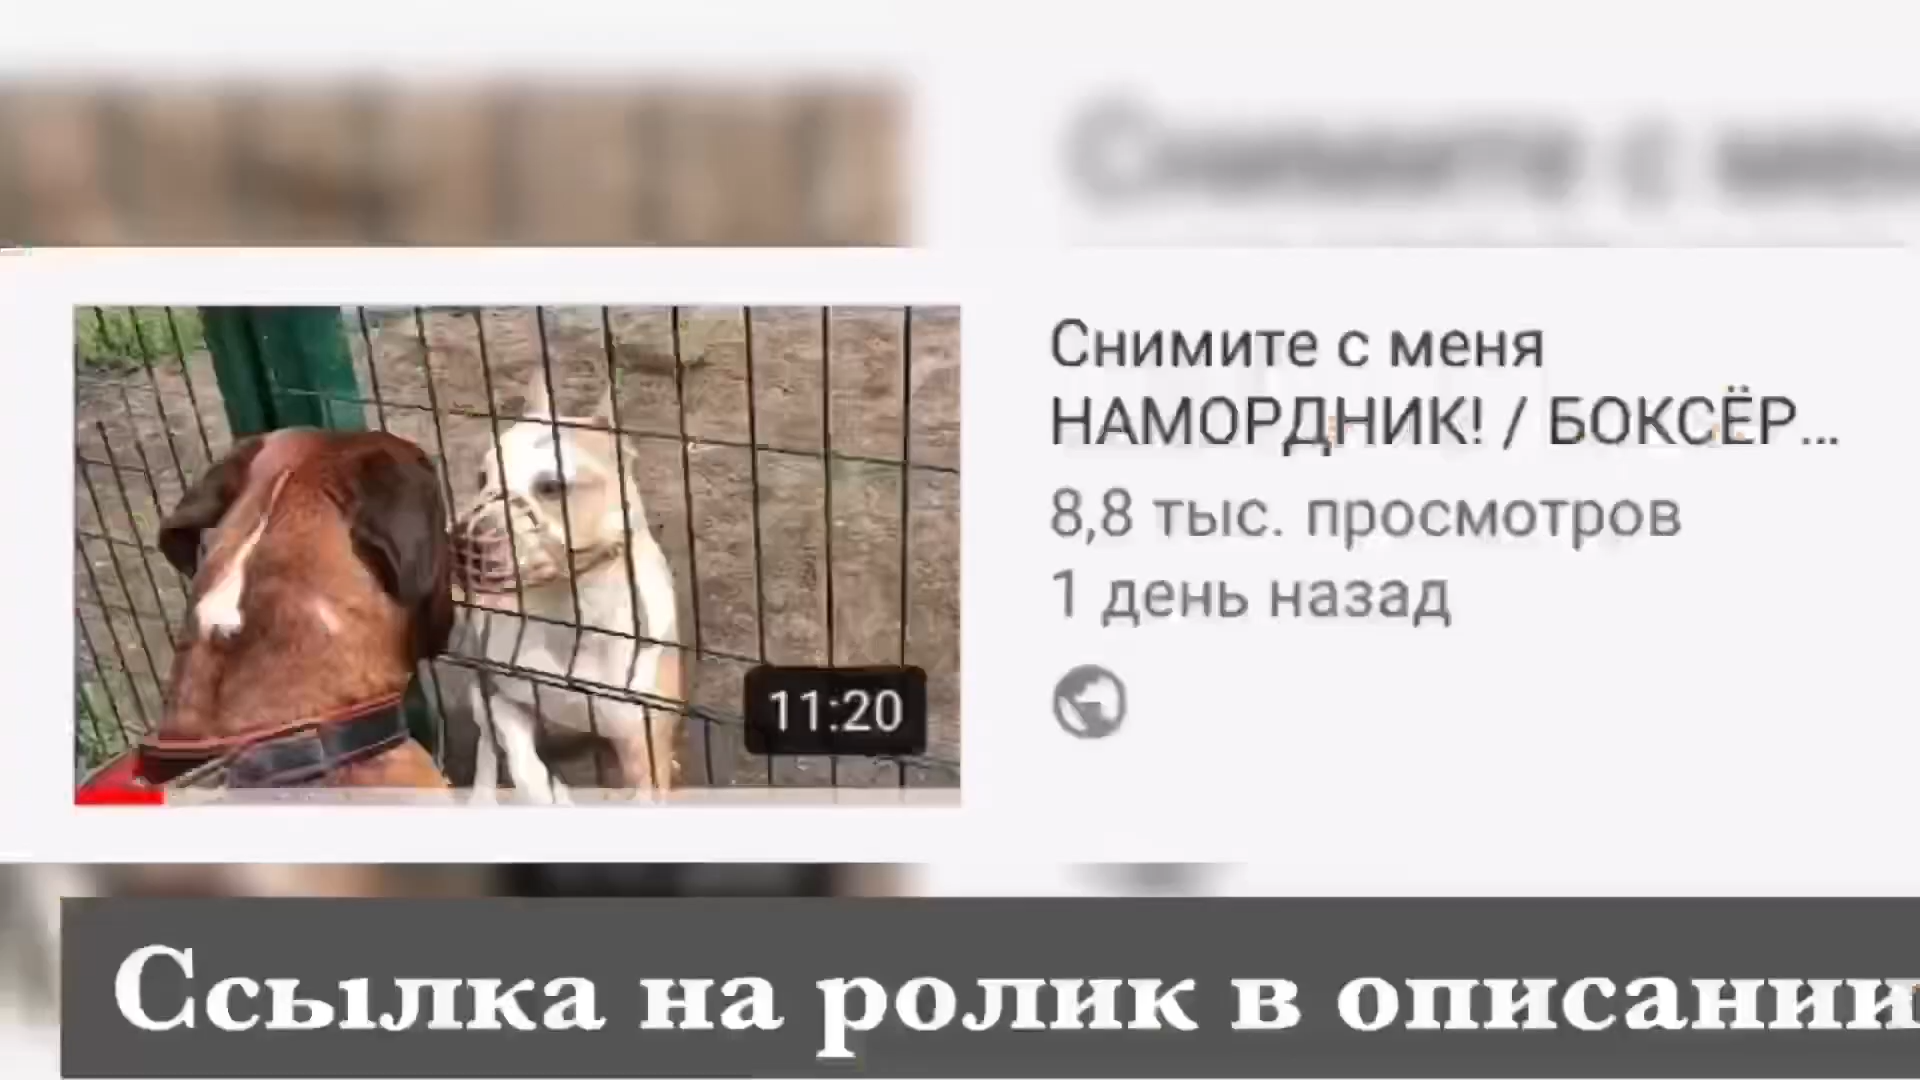 Снимите с меня
НАМОРДНИК! / БОКСЁР...
8,8 тыс. просмотров
1 день назад
11:20
Ссылка на ролик в описании